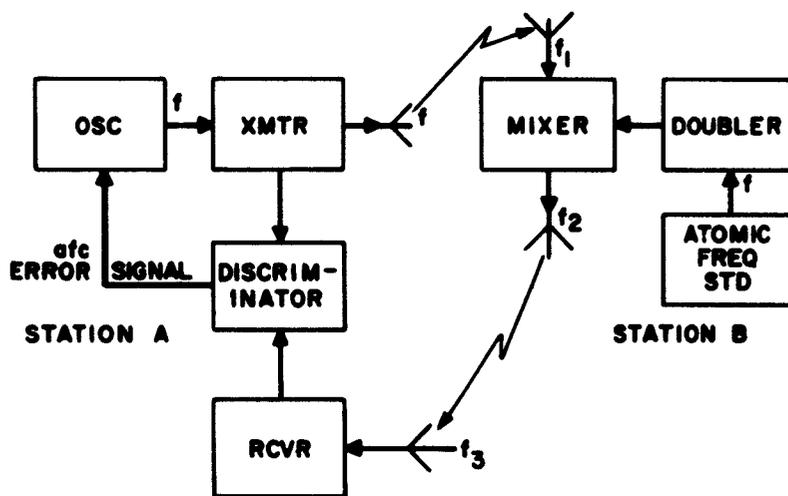 f₁
f
OSC
XMTR
f
MIXER
DOUBLER
f₂
f
afc
ERROR SIGNAL
DISCRIM-
INATOR
ATOMIC
FREQ
STD
STATION A
STATION B
RCVR
f₃